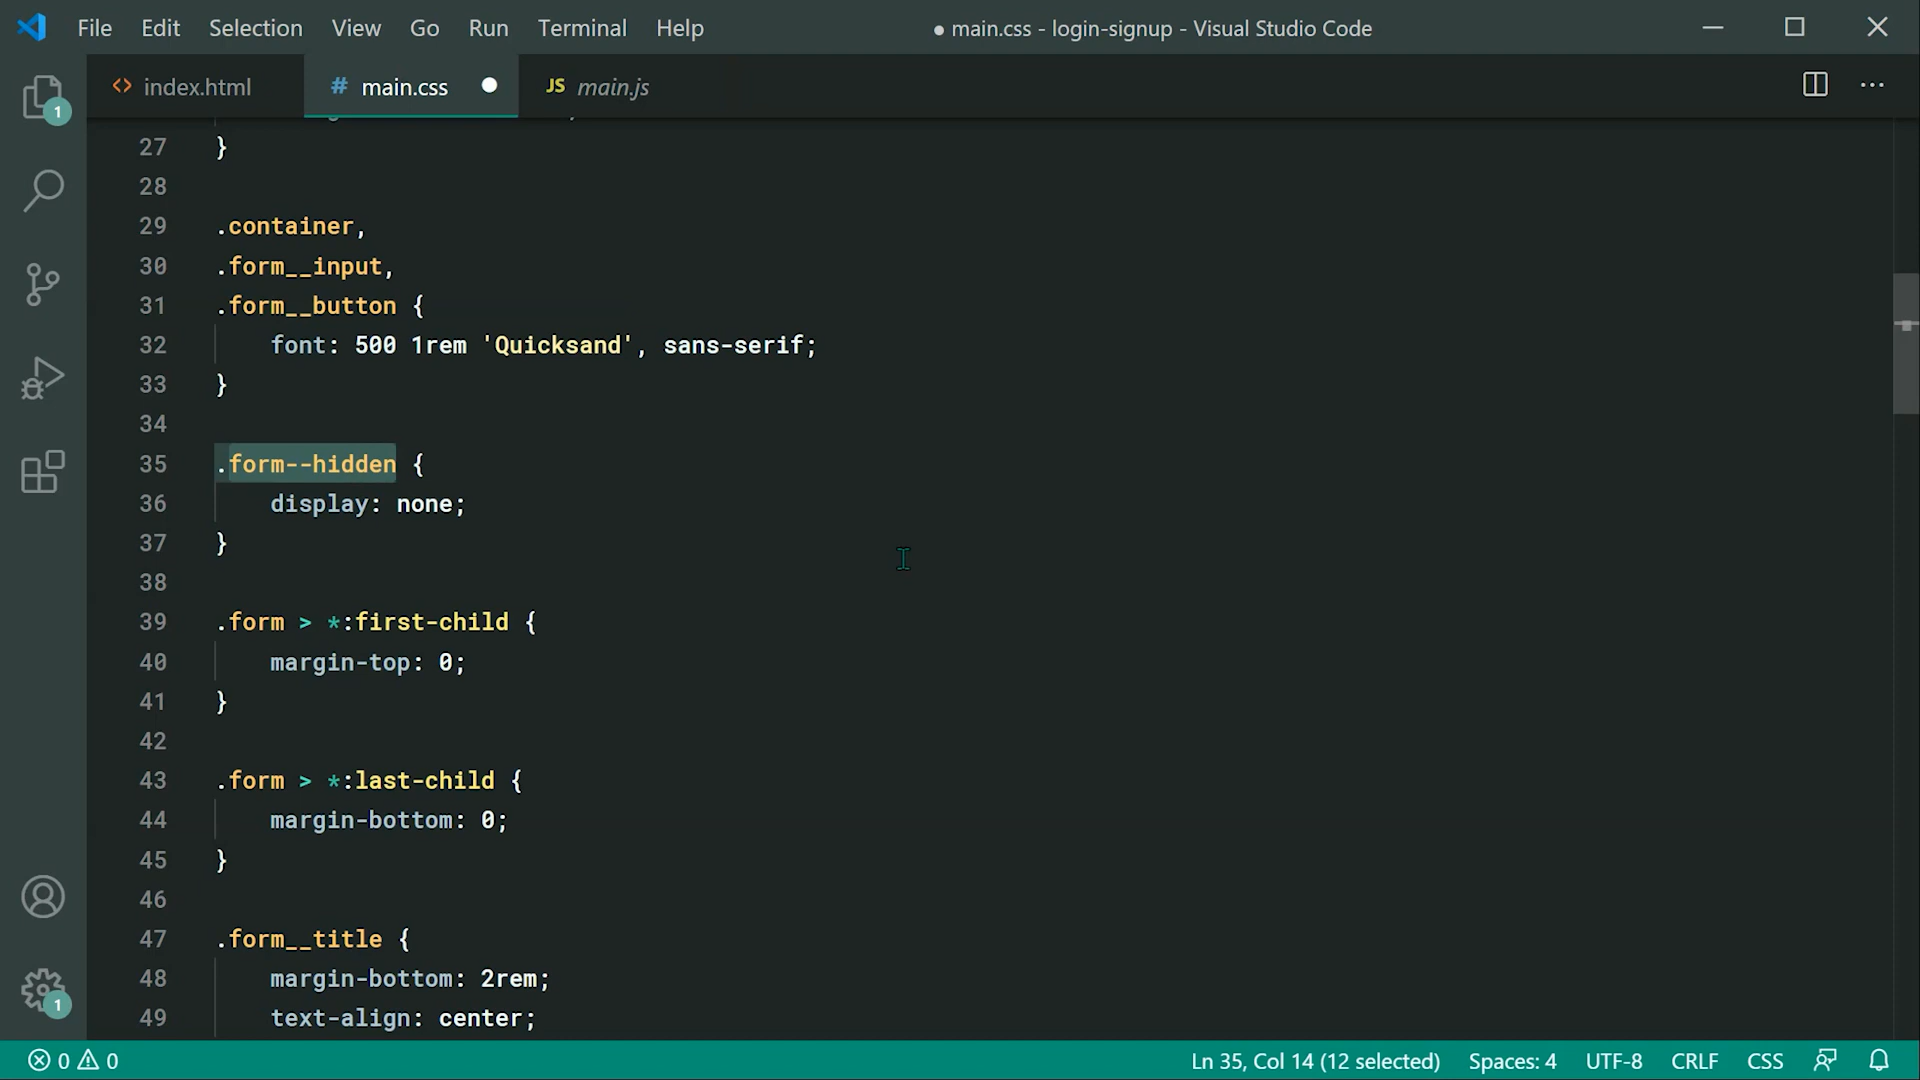 File Edit Selection View Go Run Terminal Help ● main.css - login-signup - Visual Studio Code
<> index.html # main.css JS main.js
1
27 }
28
29 .container,
30 .form__input,
31 .form__button {
32 font: 500 1rem 'Quicksand', sans-serif;
33 }
34
35 .form--hidden {
36 display: none;
37 }
38
39 .form > *:first-child {
40 margin-top: 0;
41 }
42
43 .form > *:last-child {
44 margin-bottom: 0;
45 }
46
47 .form__title {
48 margin-bottom: 2rem;
49 text-align: center;
1
0 0 Ln 35, Col 14 (12 selected) Spaces: 4 UTF-8 CRLF CSS